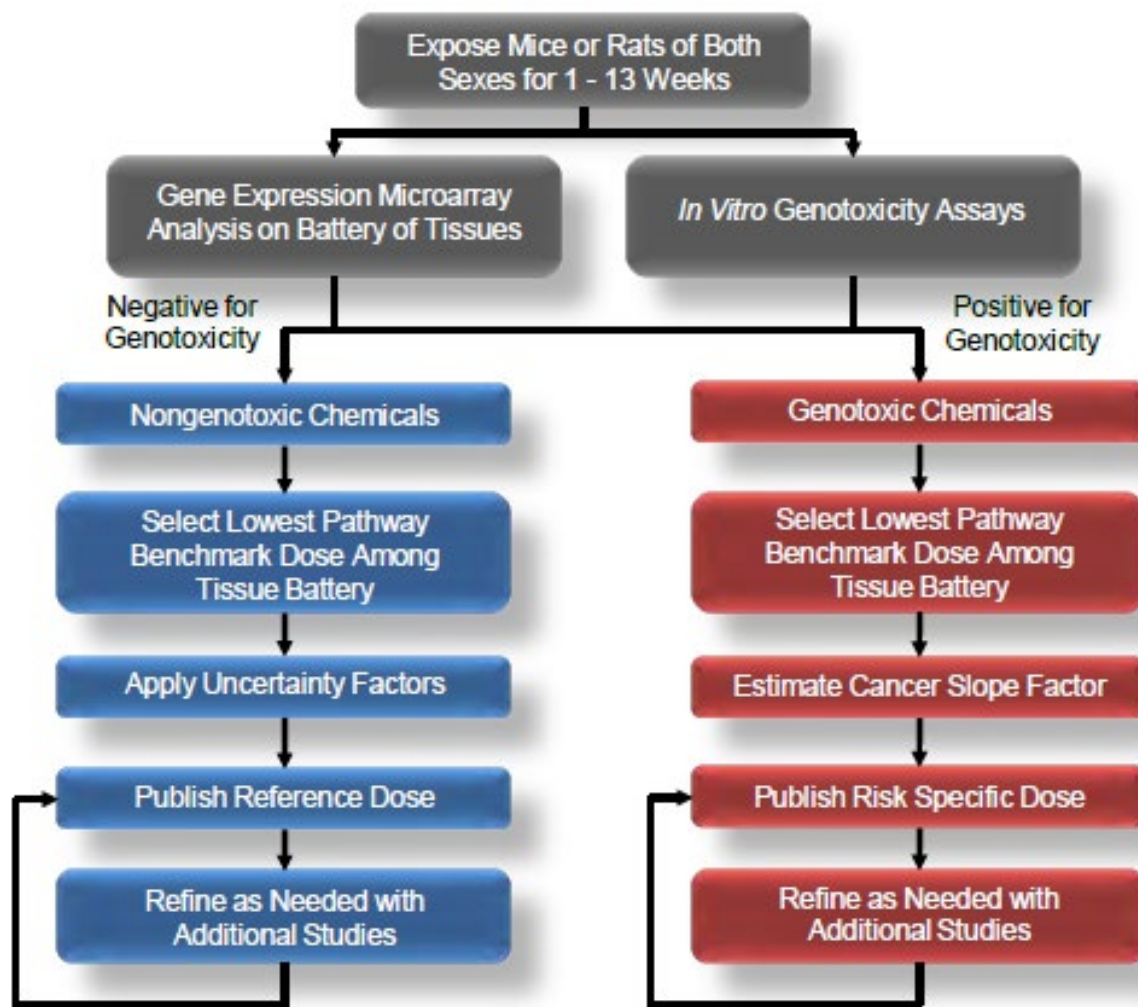 Expose Mice or Rats of Both
Sexes for 1 - 13 Weeks
Gene Expression Microarray
Analysis on Battery of Tissues
In Vitro Genotoxicity Assays
Negative for
Genotoxicity
Positive for
Genotoxicity
Nongenotoxic Chemicals
Genotoxic Chemicals
Select Lowest Pathway
Benchmark Dose Among
Tissue Battery
Select Lowest Pathway
Benchmark Dose Among
Tissue Battery
Apply Uncertainty Factors
Estimate Cancer Slope Factor
Publish Reference Dose
Publish Risk Specific Dose
Refine as Needed with
Additional Studies
Refine as Needed with
Additional Studies